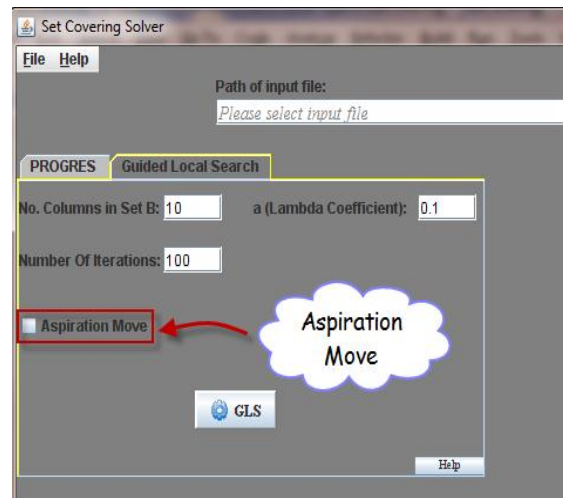 Set Covering Solver
File Help
Path of input file:
Please select input file
PROGRES Guided Local Search
No. Columns in Set B: 10 a (Lambda Coefficient): 0.1
Number Of Iterations: 100
Aspiration Move
Aspiration
Move
GLS
Help